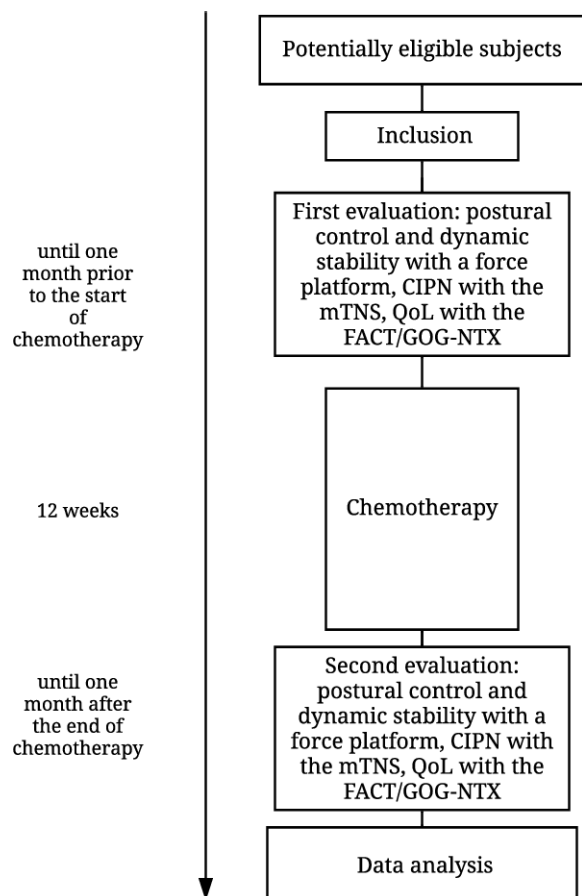 Potentially eligible subjects
Inclusion
until one
month prior
to the start
of
chemotherapy
First evaluation: postural
control and dynamic
stability with a force
platform, CIPN with the
mTNS, QoL with the
FACT/GOG-NTX
12 weeks
Chemotherapy
until one
month after
the end of
chemotherapy
Second evaluation:
postural control and
dynamic stability with a
force platform, CIPN with
the mTNS, QoL with the
FACT/GOG-NTX
Data analysis